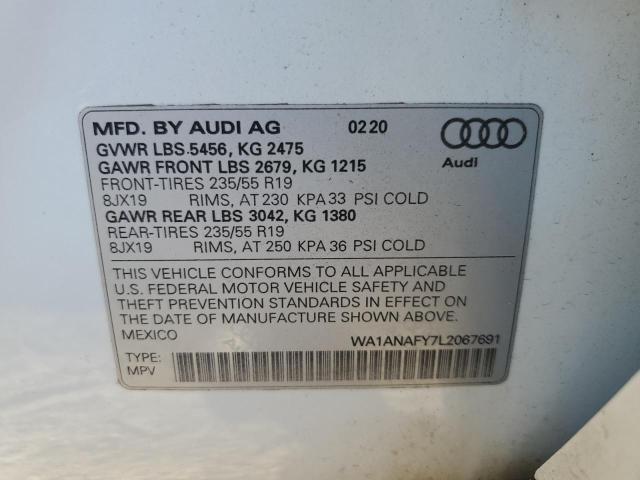 MFD. BY AUDI AG 0220
GVWR LBS 5456, KG 2475
GAWR FRONT LBS 2679, KG 1215
FRONT-TIRES 235/55 R19
8JX19 RIMS, AT 230 KPA 33 PSI COLD
GAWR REAR LBS 3042, KG 1380
REAR-TIRES 235/55 R19
8JX19 RIMS, AT 250 KPA 36 PSI COLD
Audi
THIS VEHICLE CONFORMS TO ALL APPLICABLE
U.S. FEDERAL MOTOR VEHICLE SAFETY AND
THEFT PREVENTION STANDARDS IN EFFECT ON
THE DATE OF MANUFACTURE SHOWN ABOVE.
MEXICO WA1ANAFY7L2067691
TYPE:
MPV